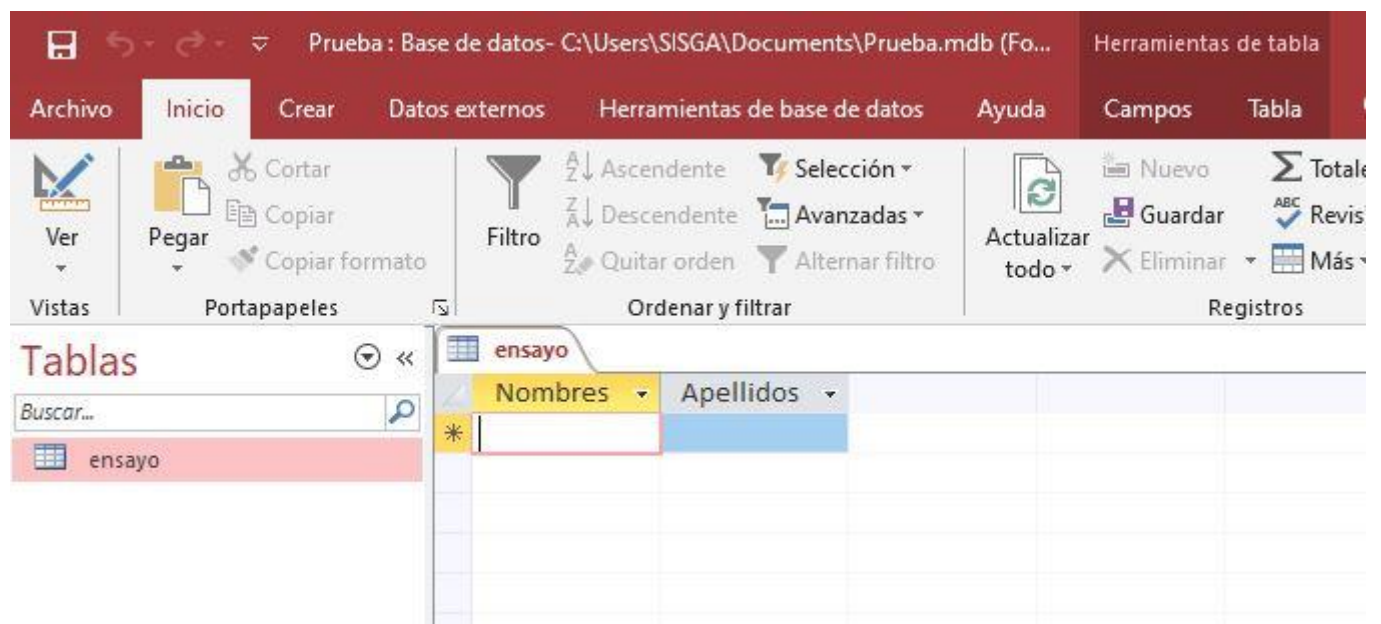 Prueba : Base de datos- C:\Users\SISGA\Documents\Prueba.mdb (Fo... Herramientas de tabla
Archivo Inicio Crear Datos externos Herramientas de base de datos Ayuda Campos Tabla
Cortar Ascendente Selección Nuevo Totale
Copiar Descendente Avanzadas Guardar Revis
Ver Pegar Copiar formato Filtro Quitar orden Alternar filtro Actualizar todo Eliminar Más
Vistas Portapapeles Ordenar y filtrar Registros
Tablas ensayo
Buscar... Nombres Apellidos
ensayo